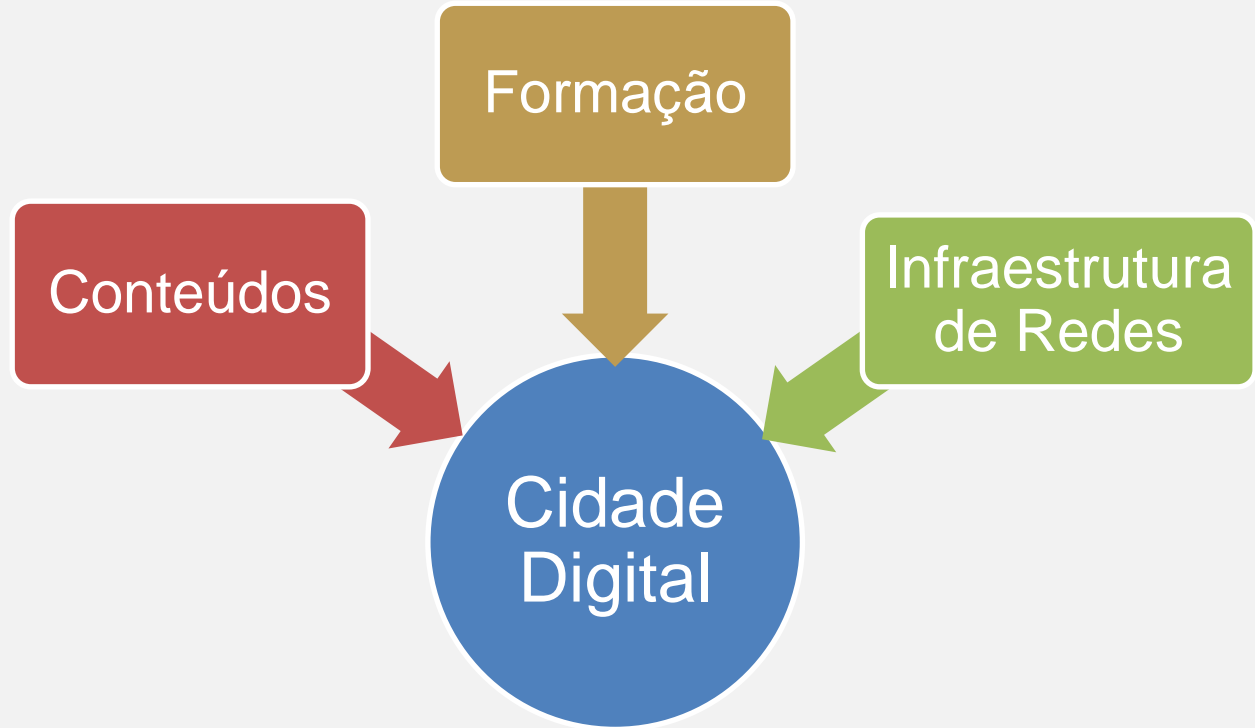 Formação
Conteúdos
Infraestrutura
de Redes
Cidade
Digital